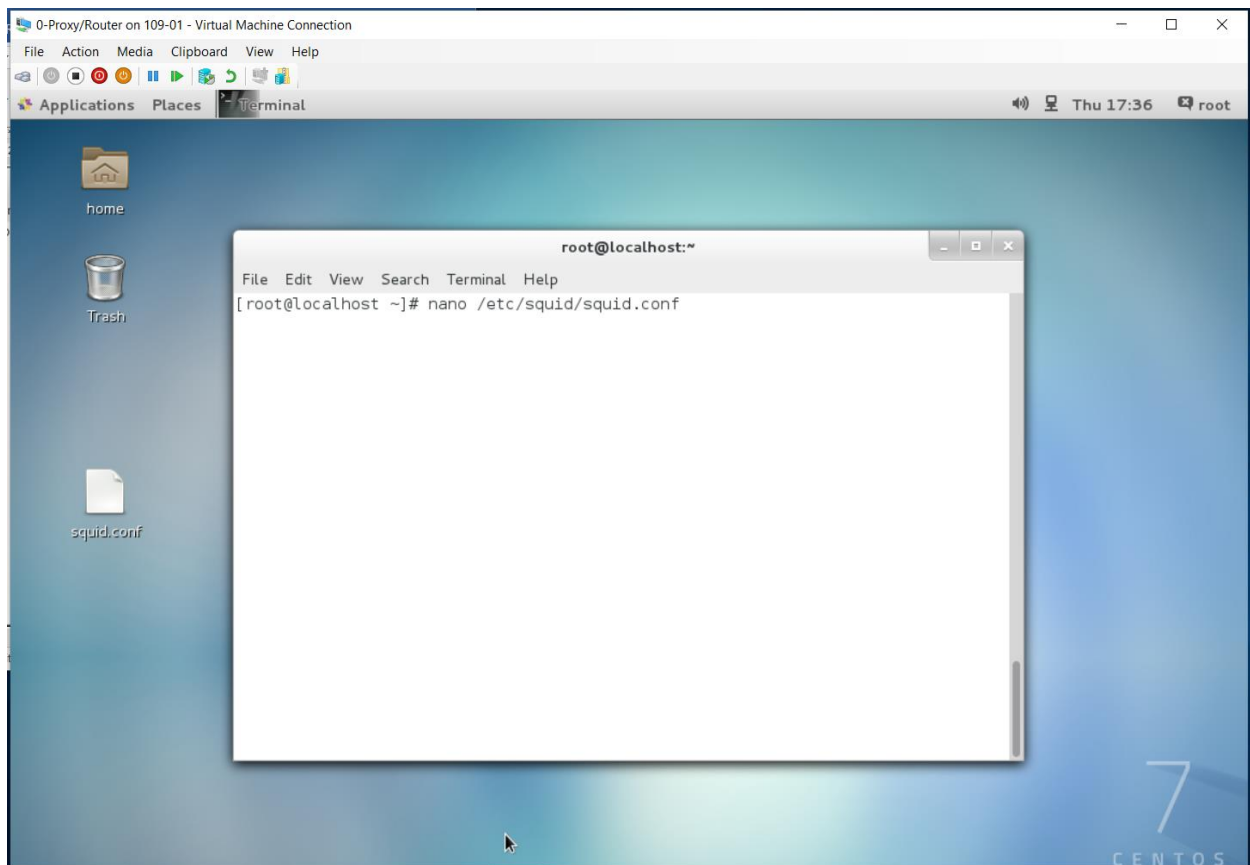 0-Proxy/Router on 109-01 - Virtual Machine Connection
File Action Media Clipboard View Help
Applications Places Terminal Thu 17:36 root
home
Trash
squid.conf
root@localhost:~
File Edit View Search Terminal Help
[root@localhost ~]# nano /etc/squid/squid.conf
7
CENTOS